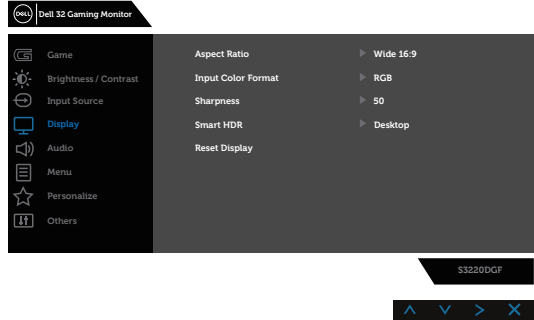 DELL Dell 32 Gaming Monitor
Game
Brightness / Contrast
Input Source
Display
Audio
Menu
Personalize
Others
Aspect Ratio Wide 16:9
Input Color Format RGB
Sharpness 50
Smart HDR Desktop
Reset Display
S3220DGF